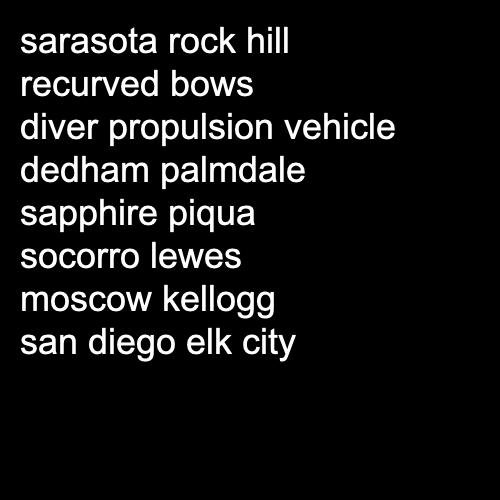 sarasota rock hill
recurved bows
diver propulsion vehicle
dedham palmdale
sapphire piqua
socorro lewes
moscow kellogg
san diego elk city